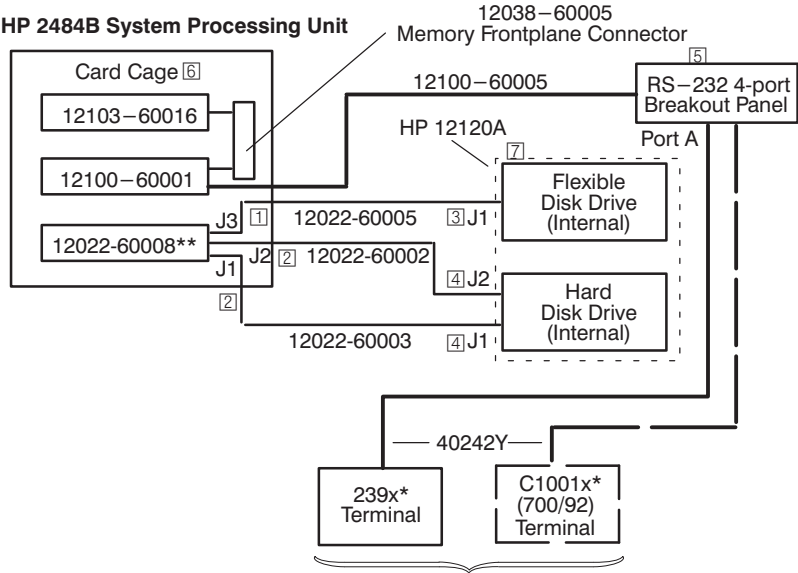 HP 2484B System Processing Unit
12038–60005
Memory Frontplane Connector
Card Cage 6
12103–60016
12100–60001
12022-60008**
J3
J2
J1
1
2
2
12100–60005
5
RS–232 4-port
Breakout Panel
Port A
HP 12120A
7
Flexible
Disk Drive
(Internal)
12022-60005
3 J1
12022-60002
4 J2
Hard
Disk Drive
(Internal)
12022-60003
4 J1
40242Y
239x*
Terminal
C1001x*
(700/92)
Terminal